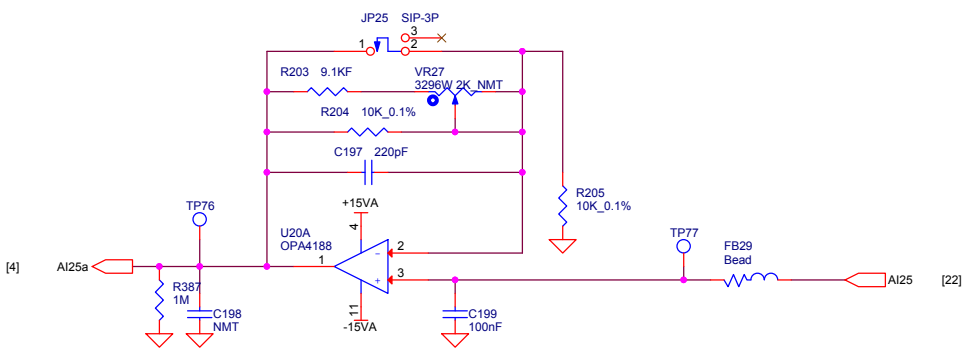 JP25 SIP-3P
3
1
2
R203 9.1KF
VR27
3296W 2K_NMT
R204 10K_0.1%
C197 220pF
+15VA
R205
10K_0.1%
TP76
U20A
OPA4188
4
2
TP77
FB29
Bead
[4] AI25a
1
3
AI25 [22]
R387
1M
C198
NMT
11
-15VA
C199
100nF